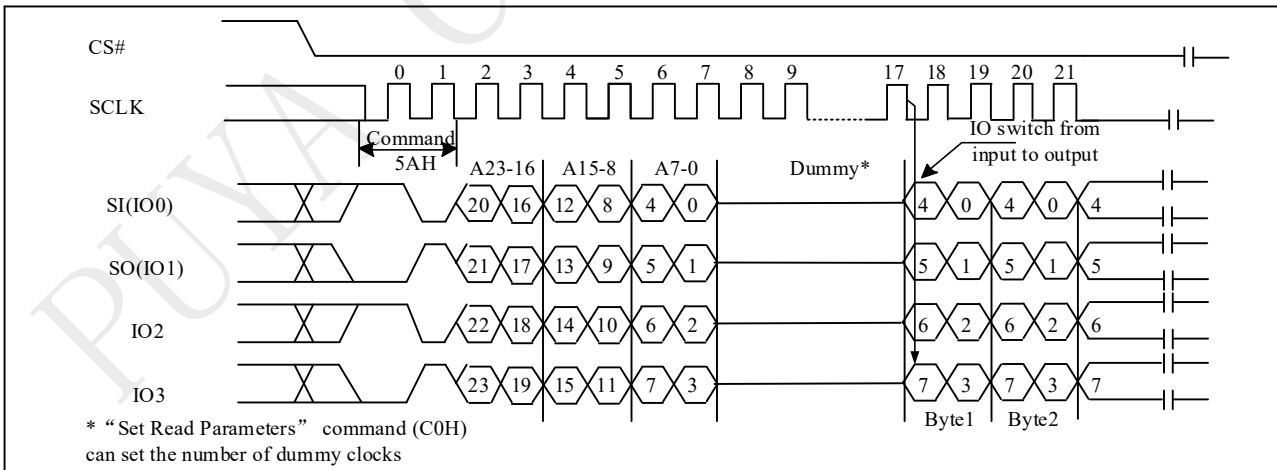 PUYA
CS#
0 1 2 3 4 5 6 7 8 9 17 18 19 20 21
SCLK
IO switch from
input to output
Command
5AH
A23-16 A15-8 A7-0 Dummy*
SI(IO0) 20 16 12 8 4 0 4 0 4 0 4
SO(IO1) 21 17 13 9 5 1 5 1 5 1 5
IO2 22 18 14 10 6 2 6 2 6 2 6
IO3 23 19 15 11 7 3 7 3 7 3 7
Byte1 Byte2
* “Set Read Parameters” command (C0H)
can set the number of dummy clocks